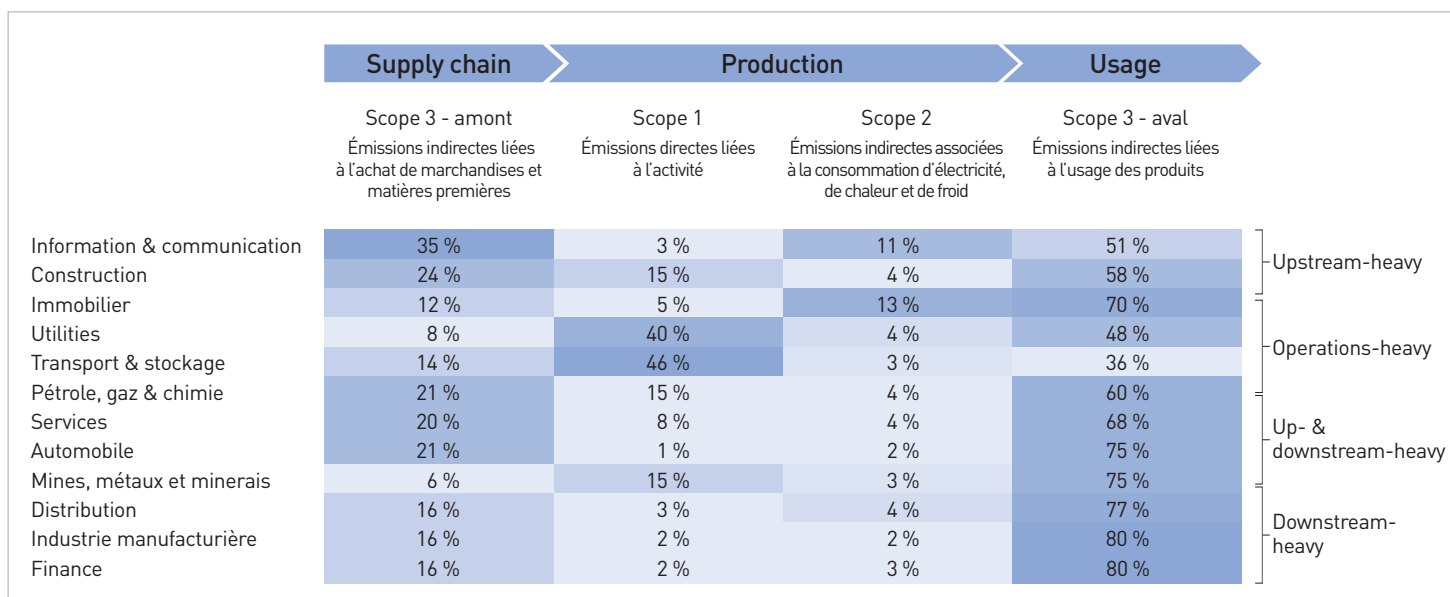 Supply chain Production Usage
Scope 3 - amont Scope 1 Scope 2 Scope 3 - aval
Émissions indirectes liées Émissions directes liées Émissions indirectes associées Émissions indirectes liées
à l'achat de marchandises et à l'activité à la consommation d'électricité, à l'usage des produits
matières premières de chaleur et de froid
Information & communication 35 % 3 % 11 % 51 %
Upstream-heavy
Construction 24 % 15 % 4 % 58 %
Immobilier 12 % 5 % 13 % 70 %
Utilities 8 % 40 % 4 % 48 %
Operations-heavy
Transport & stockage 14 % 46 % 3 % 36 %
Pétrole, gaz & chimie 21 % 15 % 4 % 60 %
Services 20 % 8 % 4 % 68 %
Up- &
Automobile 21 % 1 % 2 % 75 %
downstream-heavy
Mines, métaux et minerais 6 % 15 % 3 % 75 %
Distribution 16 % 3 % 4 % 77 %
Downstream-
Industrie manufacturière 16 % 2 % 2 % 80 %
heavy
Finance 16 % 2 % 3 % 80 %